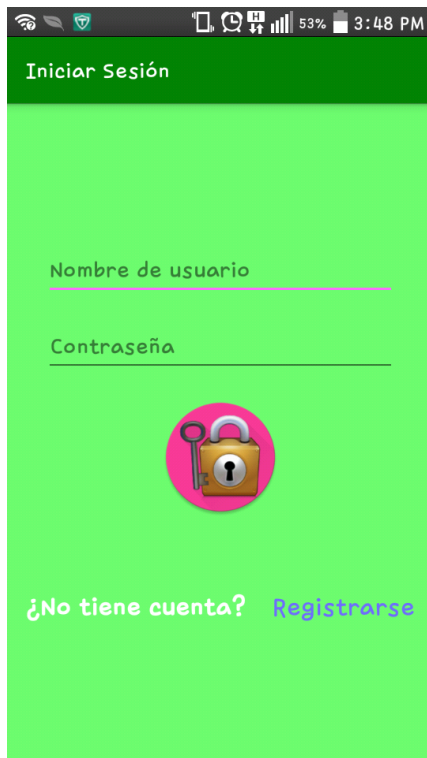 H
53% 3:48 PM
Iniciar Sesión
Nombre de usuario
Contraseña
¿No tiene cuenta? Registrarse